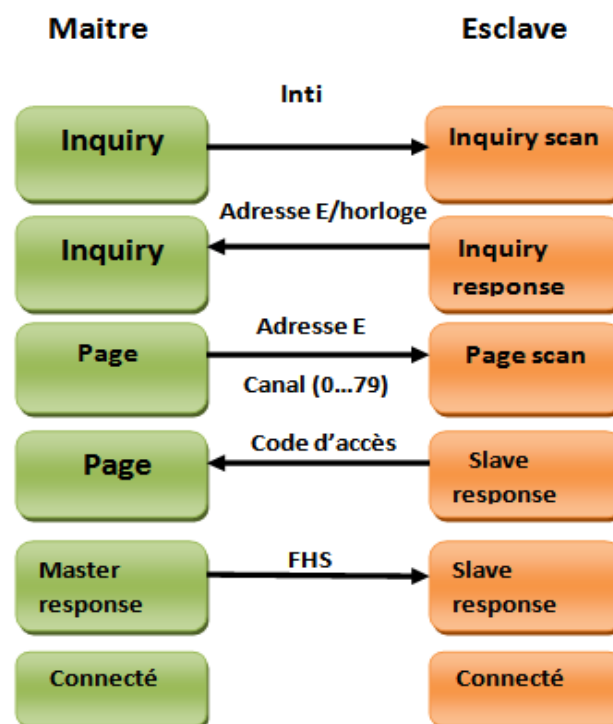 Maitre
Esclave
Inti
Inquiry
Inquiry scan
Adresse E/horloge
Inquiry
Inquiry
response
Adresse E
Page
Page scan
Canal (0...79)
Code d'accès
Page
Slave
response
FHS
Master
response
Slave
response
Connecté
Connecté